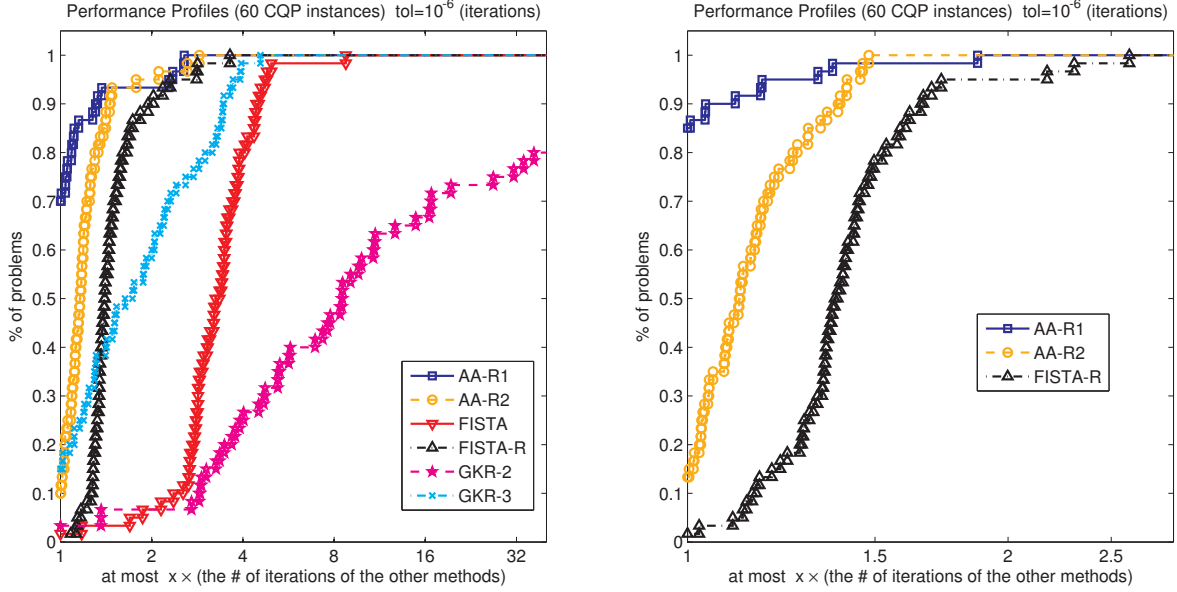 Performance Profiles (60 CQP instances) tol=10^-6 (iterations)
% of problems
1
0.9
0.8
0.7
0.6
0.5
0.4
0.3
0.2
0.1
0
1 2 4 8 16 32
at most x × (the # of iterations of the other methods)
AA-R1
AA-R2
FISTA
FISTA-R
GKR-2
GKR-3
Performance Profiles (60 CQP instances) tol=10^-6 (iterations)
% of problems
1
0.9
0.8
0.7
0.6
0.5
0.4
0.3
0.2
0.1
0
1 1.5 2 2.5
at most x × (the # of iterations of the other methods)
AA-R1
AA-R2
FISTA-R